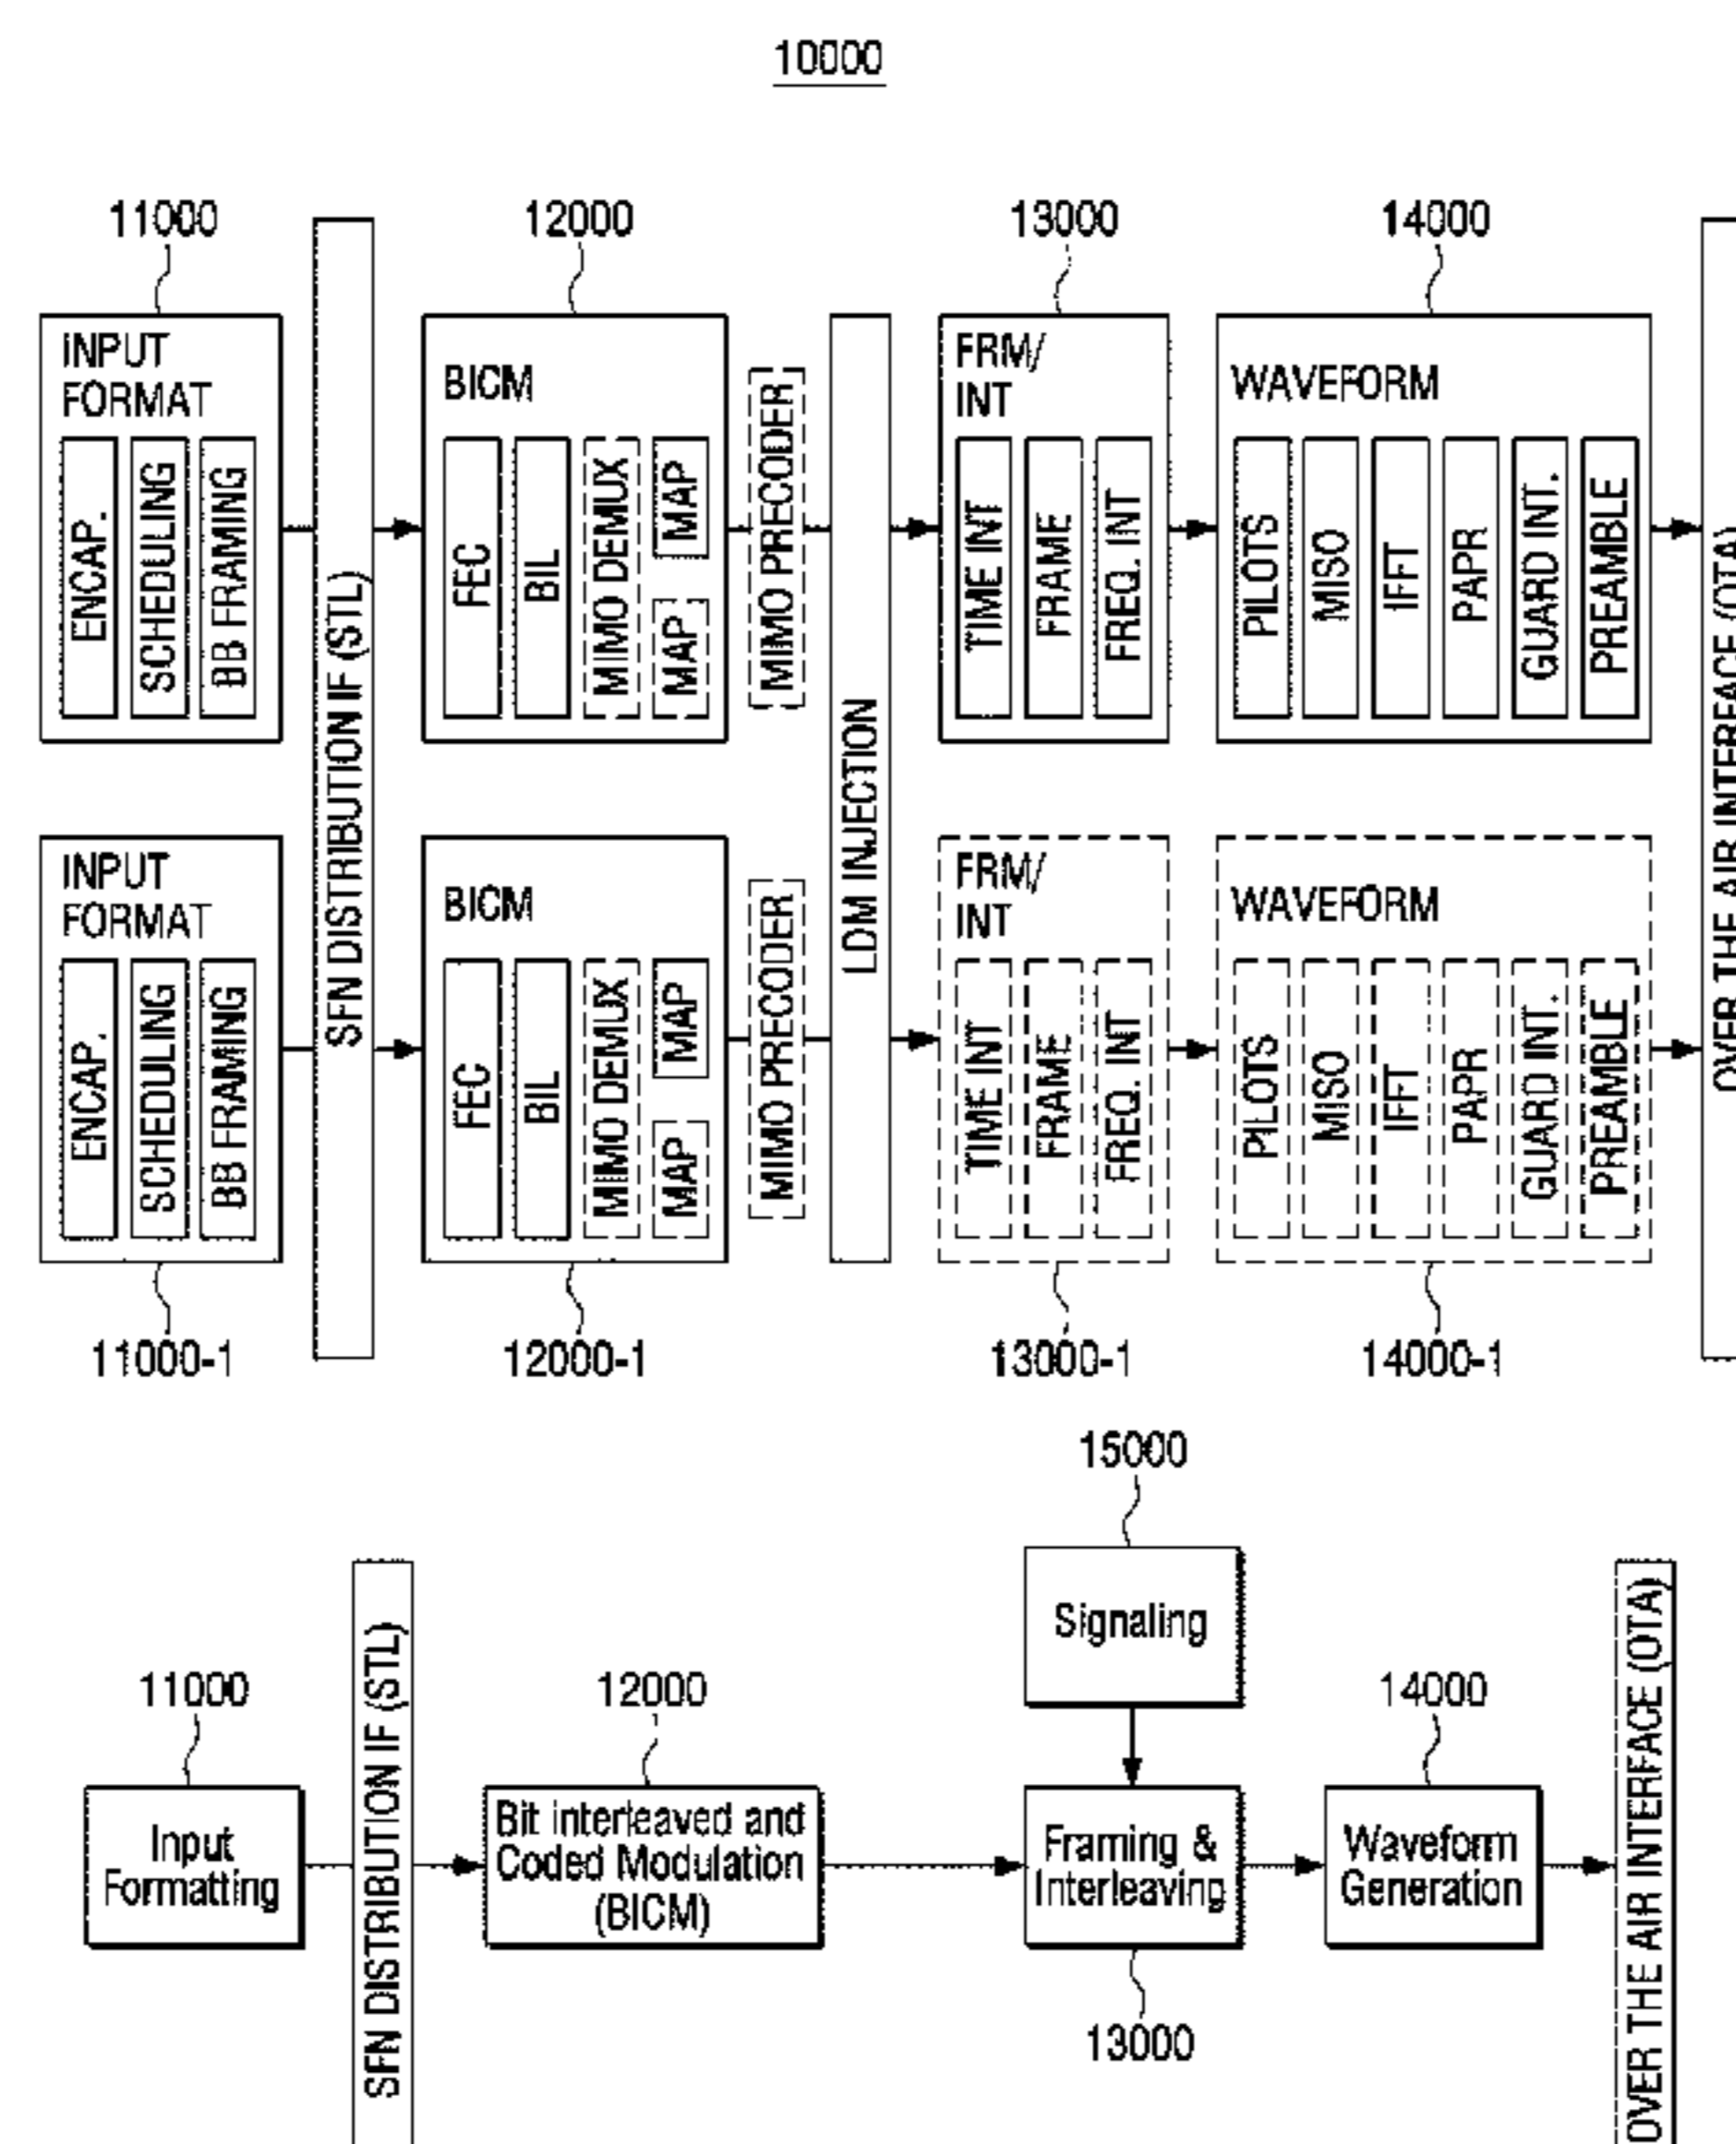 10000
11000
12000
13000
14000
INPUT
FORMAT
ENCAP.
SCHEDULING
BB FRAMING
SFN DISTRIBUTION IF (STL)
BICM
FEC
BIL
MIMO DEMUX
MAP
MAP
MIMO PRECODER
LDM INJECTION
FRM/
INT
TIME INT
FRAME
FREQ. INT
WAVEFORM
PILOTS
MISO
IFFT
PAPR
GUARD INT.
PREAMBLE
OVER THE AIR INTERFACE (OTA)
INPUT
FORMAT
ENCAP.
SCHEDULING
BB FRAMING
BICM
FEC
BIL
MIMO DEMUX
MAP
MAP
MIMO PRECODER
FRM/
INT
TIME INT
FRAME
FREQ. INT
WAVEFORM
PILOTS
MISO
IFFT
PAPR
GUARD INT.
PREAMBLE
11000-1
12000-1
13000-1
14000-1
15000
Signaling
11000
12000
14000
Input
Formatting
SFN DISTRIBUTION IF (STL)
Bit interleaved and
Coded Modulation
(BICM)
Framing &
Interleaving
Waveform
Generation
OVER THE AIR INTERFACE (OTA)
13000